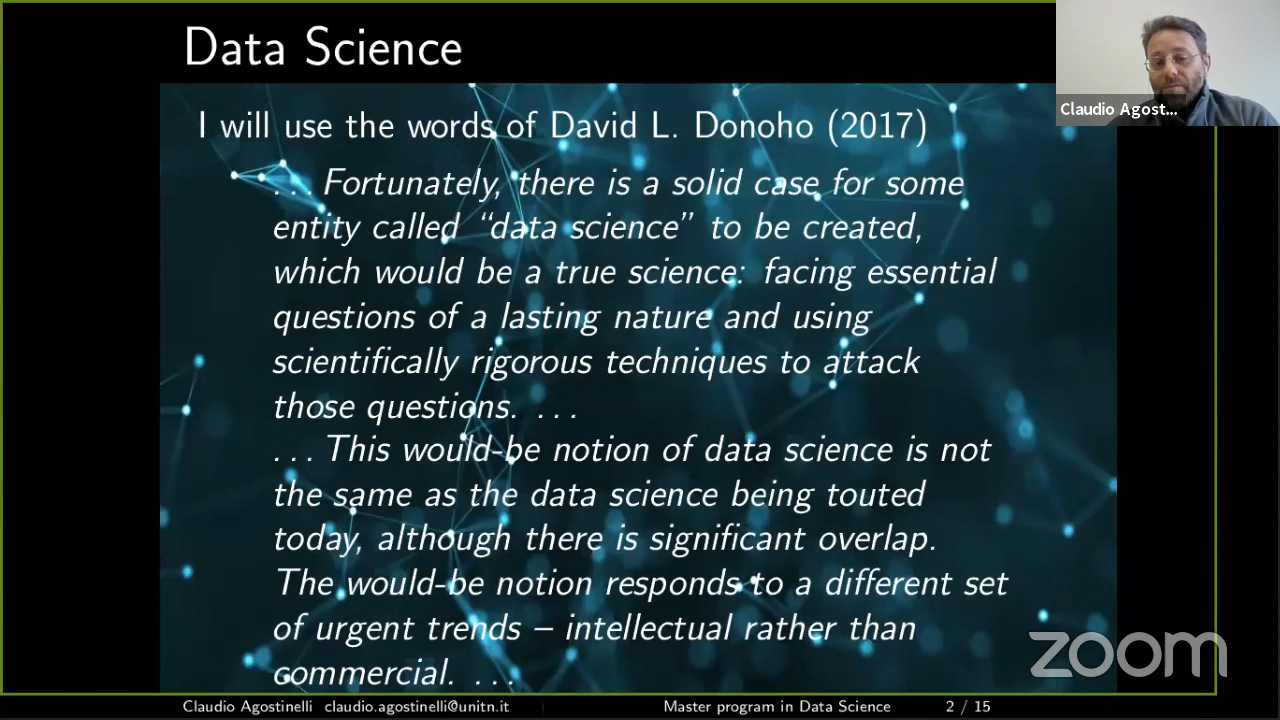 Data Science
Claudio Agost...
I will use the words of David L. Donoho (2017)
. . . Fortunately, there is a solid case for some
entity called “data science” to be created,
which would be a true science: facing essential
questions of a lasting nature and using
scientifically rigorous techniques to attack
those questions. . . .
. . . This would-be notion of data science is not
the same as the data science being touted
today, although there is significant overlap.
The would-be notion responds to a different set
of urgent trends – intellectual rather than
commercial. . . .
zoom
Claudio Agostinelli claudio.agostinelli@unitn.it Master program in Data Science 2 / 15